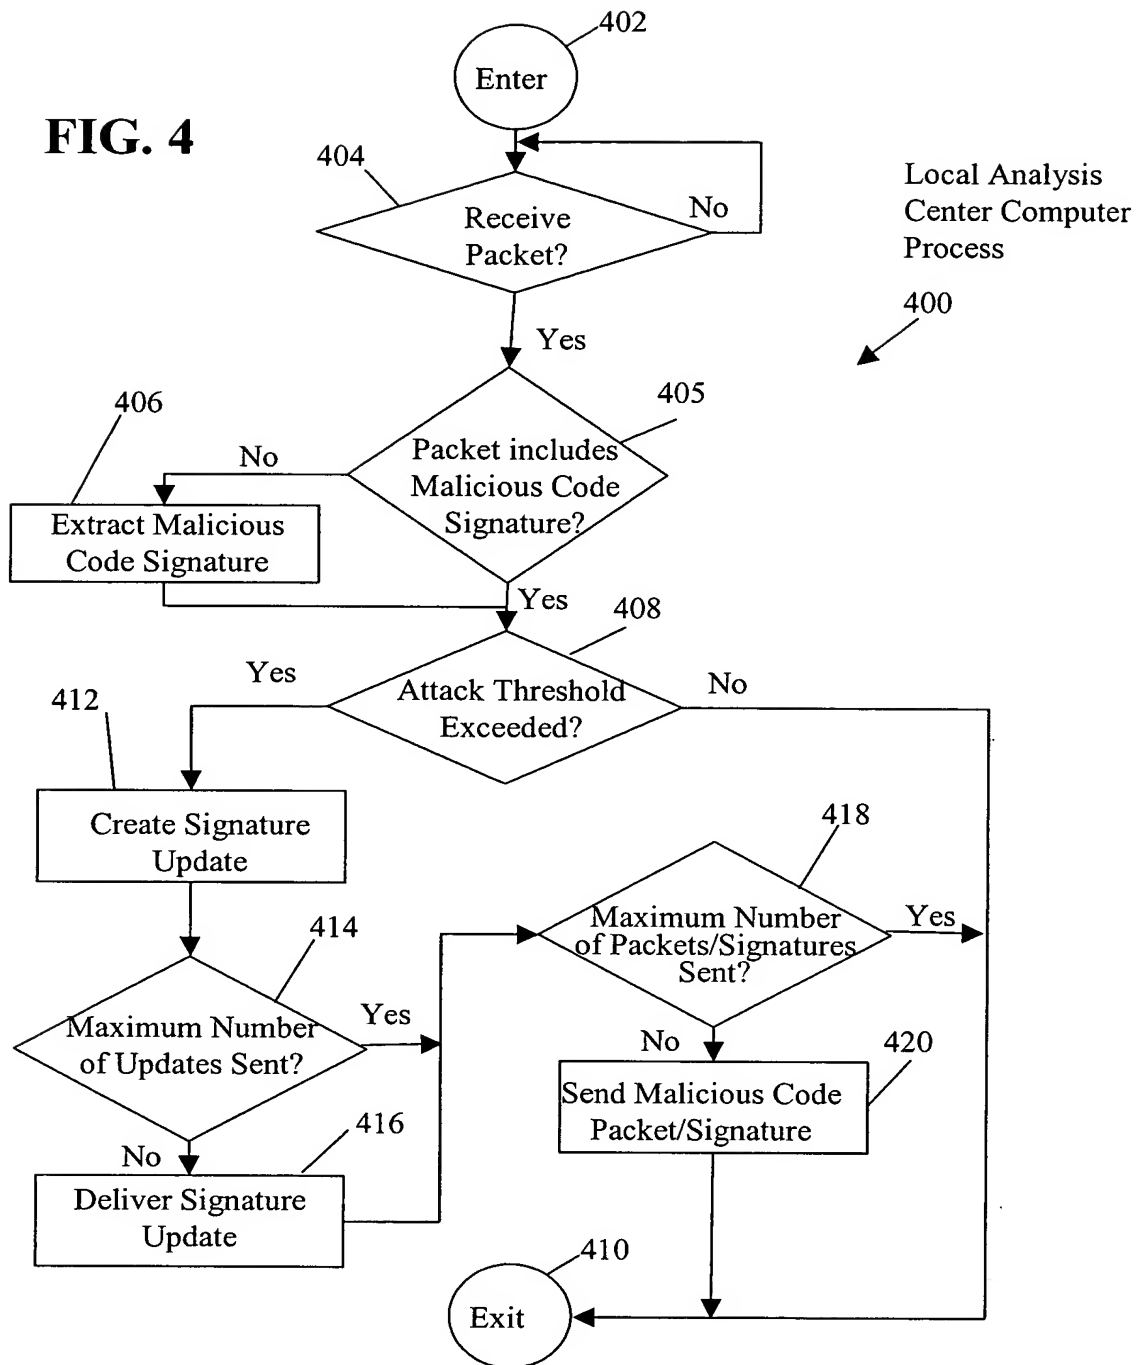 402
Enter
FIG. 4
404
Receive
Packet?
No
Local Analysis
Center Computer
Process
400
Yes
405
406
Packet includes
Malicious Code
Signature?
No
Extract Malicious
Code Signature
Yes
408
Attack Threshold
Exceeded?
Yes
No
412
Create Signature
Update
418
Maximum Number
of Packets/Signatures
Sent?
Yes
414
Maximum Number
of Updates Sent?
Yes
No
420
Send Malicious Code
Packet/Signature
416
No
Deliver Signature
Update
410
Exit